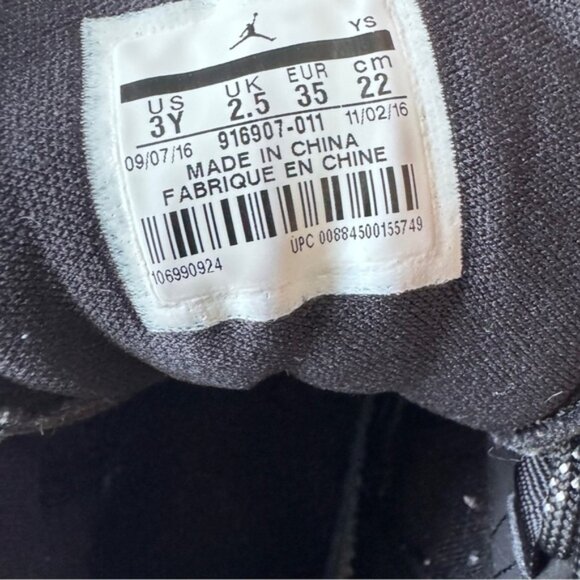 YS
US UK EUR cm
3Y 2.5 35 22
09/07/16 916907-011 11/02/16
MADE IN CHINA
FABRIQUE EN CHINE
106990924 UPC 00884500155749